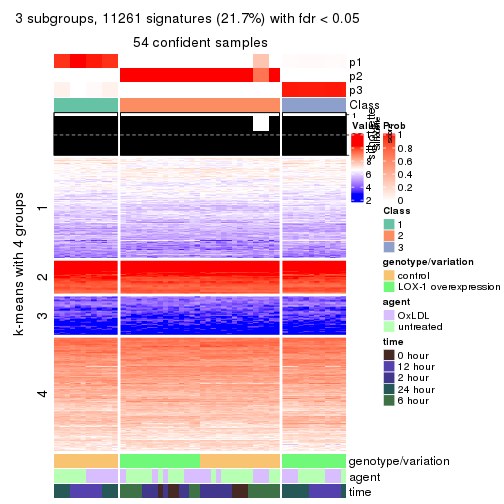 3 subgroups, 11261 signatures (21.7%) with fdr < 0.05
54 confident samples
p1
p2
p3
Class
1
Value
Prob
2
1
0.8
0.6
0.4
0.2
0
Class
1
2
3
genotype/variation
control
LOX-1 overexpression
agent
OxLDL
untreated
time
0 hour
12 hour
2 hour
24 hour
6 hour
k-means with 4 groups
1
2
3
4
genotype/variation
agent
time